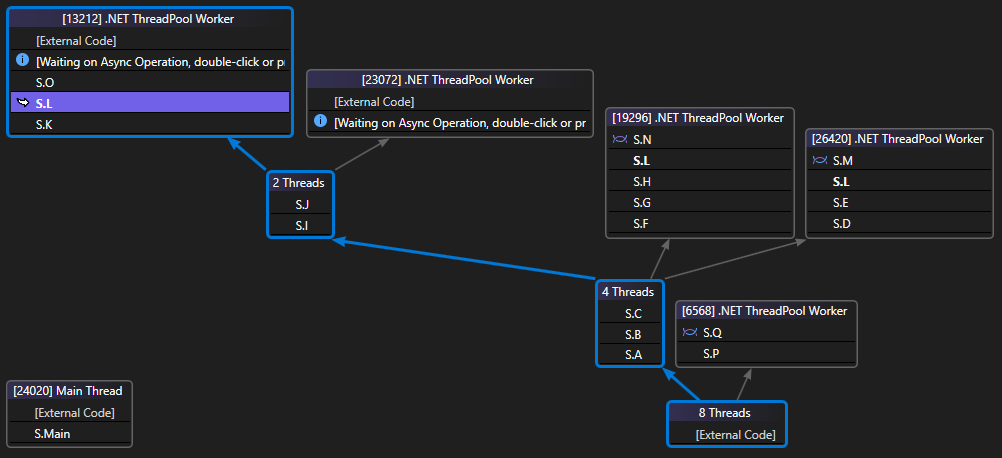 [13212] .NET ThreadPool Worker
[External Code]
[Waiting on Async Operation, double-click or p
S.O
S.L
S.K
[23072] .NET ThreadPool Worker
[External Code]
[Waiting on Async Operation, double-click or pr
[19296] .NET ThreadPool Worker
S.N
S.L
S.H
S.G
S.F
[26420] .NET ThreadPool Worker
S.M
S.L
S.E
S.D
2 Threads
S.J
S.I
4 Threads
S.C
S.B
S.A
[6568] .NET ThreadPool Worker
S.Q
S.P
[24020] Main Thread
[External Code]
S.Main
8 Threads
[External Code]